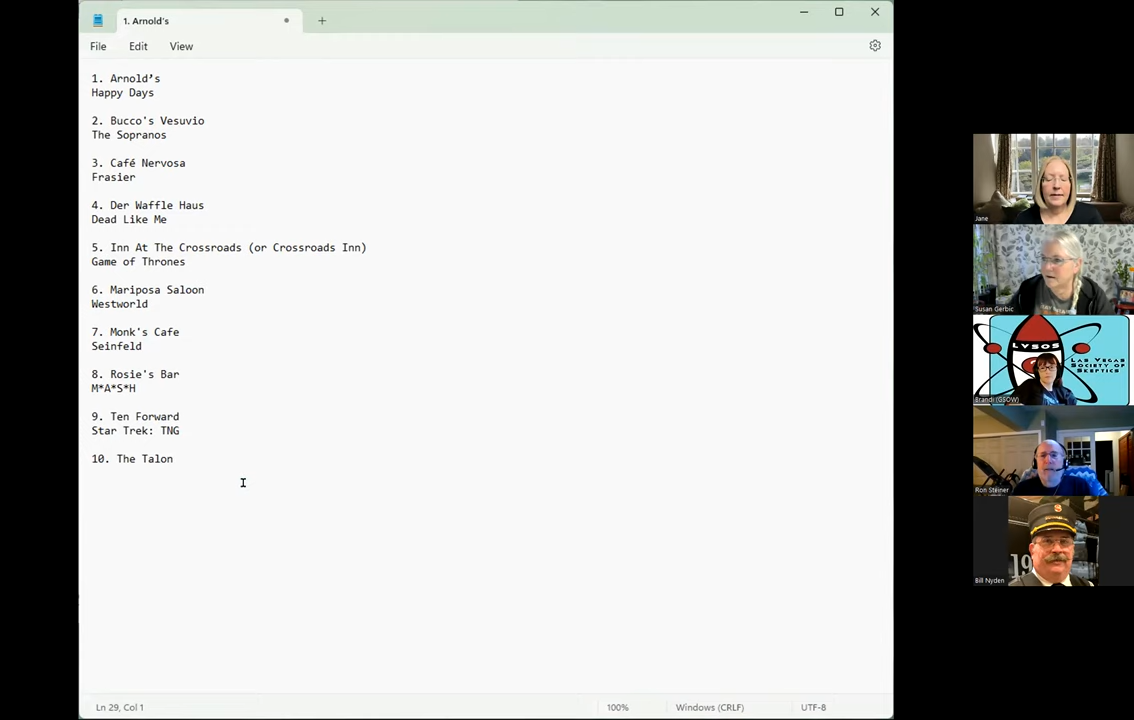 1. Arnold's
File
Edit
View
1. Arnold’s
Happy Days
2. Bucco's Vesuvio
The Sopranos
3. Café Nervosa
Frasier
4. Der Waffle Haus
Dead Like Me
5. Inn At The Crossroads (or Crossroads Inn)
Game of Thrones
6. Mariposa Saloon
Westworld
7. Monk's Cafe
Seinfeld
8. Rosie's Bar
M*A*S*H
9. Ten Forward
Star Trek: TNG
10. The Talon
Ln 29, Col 1
100%
Windows (CRLF)
UTF-8
Jane
Susan Gerbic
LVSOS
LAS VEGAS
SOCIETY OF
SKEPTICS
Brandi (GSOW)
Ron Steiner
19
Bill Nyden